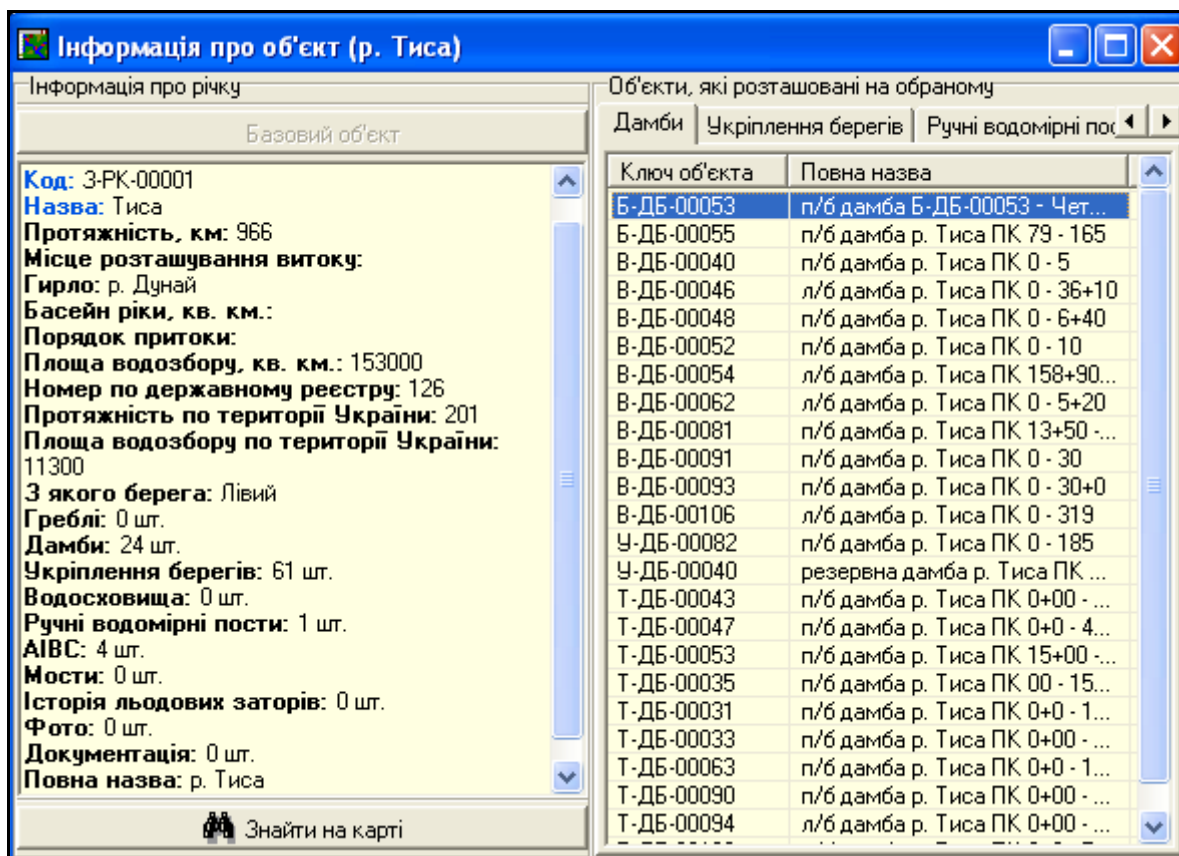 Інформація про об'єкт (р. Тиса)
Інформація про річку
Базовий об'єкт
Код: З-РК-00001
Назва: Тиса
Протяжність, км: 966
Місце розташування витоку:
Гирло: р. Дунай
Басейн ріки, кв. км.:
Порядок притоки:
Площа водозбору, кв. км.: 153000
Номер по державному реєстру: 126
Протяжність по території України: 201
Площа водозбору по території України:
11300
З якого берега: Лівий
Греблі: 0 шт.
Дамби: 24 шт.
Укріплення берегів: 61 шт.
Водосховища: 0 шт.
Ручні водомірні пости: 1 шт.
АІВС: 4 шт.
Мости: 0 шт.
Історія льодових заторів: 0 шт.
Фото: 0 шт.
Документація: 0 шт.
Повна назва: р. Тиса
Знайти на карті
Об'єкти, які розташовані на обраному
Дамби Укріплення берегів Ручні водомірні пос
Ключ об'єкта Повна назва
Б-ДБ-00053 п/б дамба Б-ДБ-00053 - Чет...
Б-ДБ-00055 п/б дамба р. Тиса ПК 79 - 165
В-ДБ-00040 п/б дамба р. Тиса ПК 0 - 5
В-ДБ-00046 л/б дамба р. Тиса ПК 0 - 36+10
В-ДБ-00048 п/б дамба р. Тиса ПК 0 - 6+40
В-ДБ-00052 п/б дамба р. Тиса ПК 0 - 10
В-ДБ-00054 л/б дамба р. Тиса ПК 158+90...
В-ДБ-00062 л/б дамба р. Тиса ПК 0 - 5+20
В-ДБ-00081 п/б дамба р. Тиса ПК 13+50 -...
В-ДБ-00091 п/б дамба р. Тиса ПК 0 - 30
В-ДБ-00093 п/б дамба р. Тиса ПК 0 - 30+0
В-ДБ-00106 л/б дамба р. Тиса ПК 0 - 319
У-ДБ-00082 п/б дамба р. Тиса ПК 0 - 185
У-ДБ-00040 резервна дамба р. Тиса ПК ...
Т-ДБ-00043 п/б дамба р. Тиса ПК 0+00 - ...
Т-ДБ-00047 п/б дамба р. Тиса ПК 0+0 - 4...
Т-ДБ-00053 п/б дамба р. Тиса ПК 15+00 -...
Т-ДБ-00035 п/б дамба р. Тиса ПК 00 - 15...
Т-ДБ-00031 п/б дамба р. Тиса ПК 0+0 - 1...
Т-ДБ-00033 п/б дамба р. Тиса ПК 0+00 - ...
Т-ДБ-00063 п/б дамба р. Тиса ПК 0+0 - 1...
Т-ДБ-00090 п/б дамба р. Тиса ПК 0+00 - ...
Т-ДБ-00094 л/б дамба р. Тиса ПК 0+00 - ...